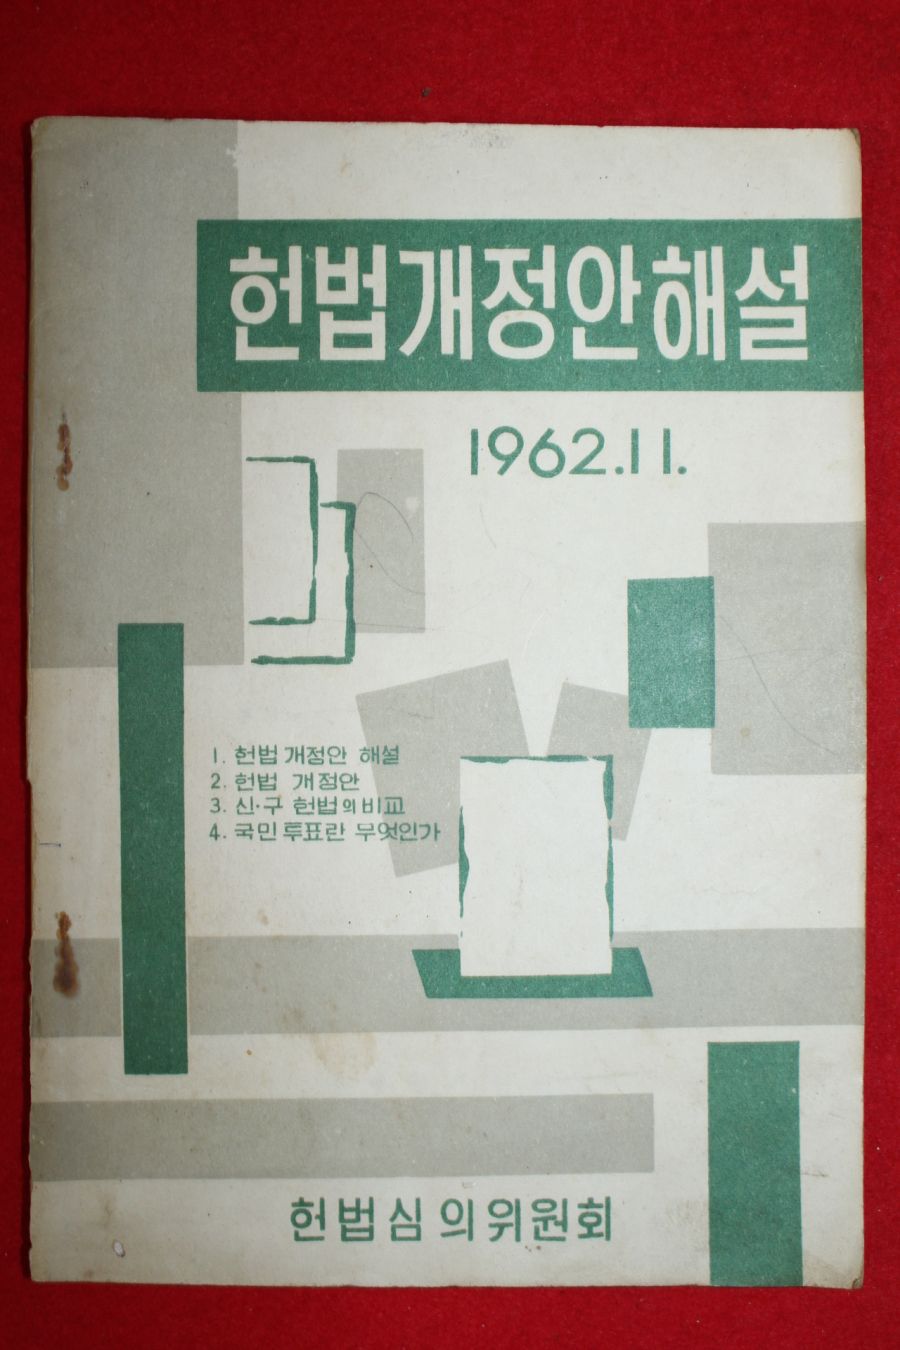 헌법개정안해설
1962.11.
1. 헌법개정안 해설
2. 헌법 개정안
3. 신·구 헌법의비교
4. 국민투표란 무엇인가
헌법심의위원회